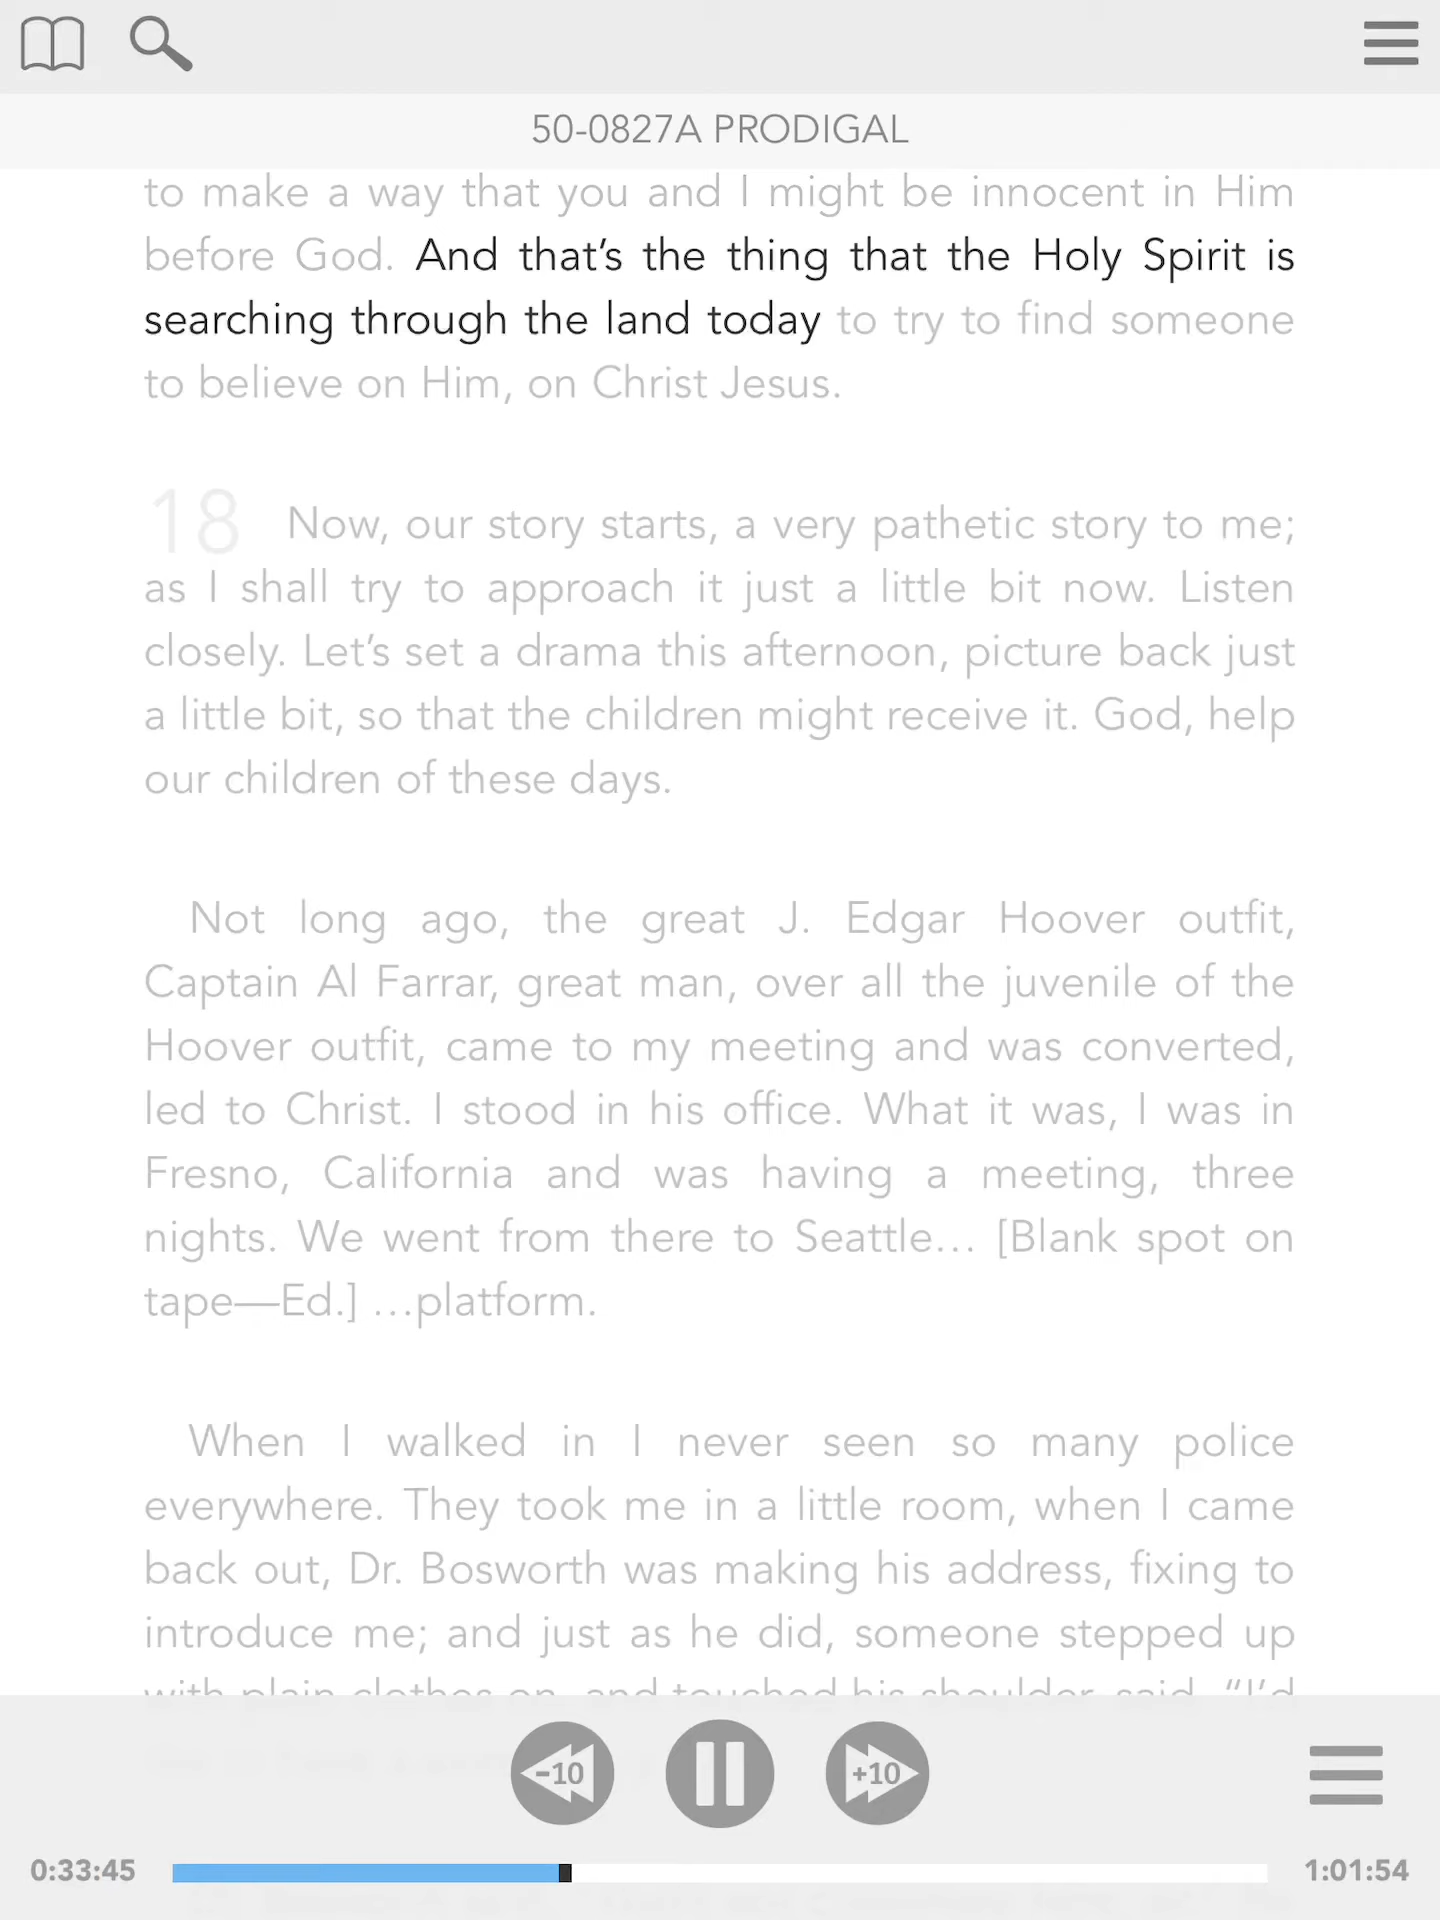 50-0827A PRODIGAL
to make a way that you and I might be innocent in Him
before God. And that’s the thing that the Holy Spirit is
searching through the land today to try to find someone
to believe on Him, on Christ Jesus.
18 Now, our story starts, a very pathetic story to me;
as I shall try to approach it just a little bit now. Listen
closely. Let’s set a drama this afternoon, picture back just
a little bit, so that the children might receive it. God, help
our children of these days.
Not long ago, the great J. Edgar Hoover outfit,
Captain Al Farrar, great man, over all the juvenile of the
Hoover outfit, came to my meeting and was converted,
led to Christ. I stood in his office. What it was, I was in
Fresno, California and was having a meeting, three
nights. We went from there to Seattle… [Blank spot on
tape—Ed.] …platform.
When I walked in I never seen so many police
everywhere. They took me in a little room, when I came
back out, Dr. Bosworth was making his address, fixing to
introduce me; and just as he did, someone stepped up
with plain clothes on, and touched his shoulder, said, “I’d
-10 +10
0:33:45 1:01:54